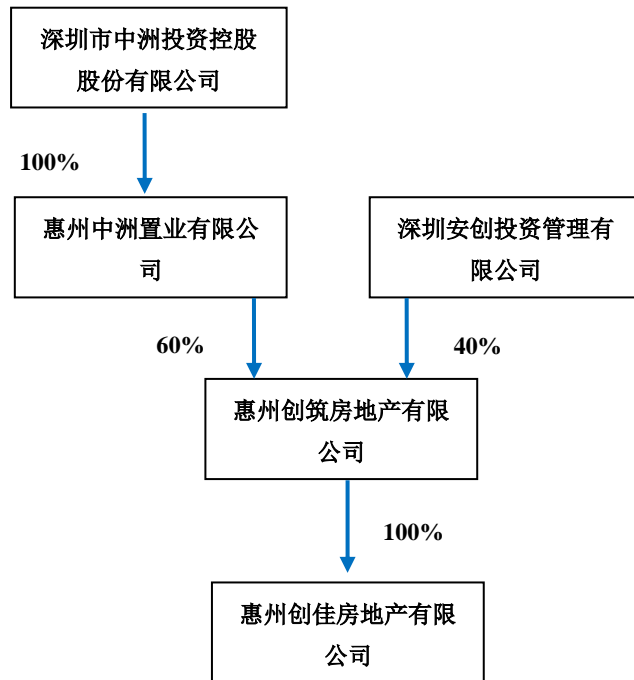 深圳市中洲投资控股
股份有限公司
100%
惠州中洲置业有限公
司
深圳安创投资管理有
限公司
60%
40%
惠州创筑房地产有限
公司
100%
惠州创佳房地产有限
公司